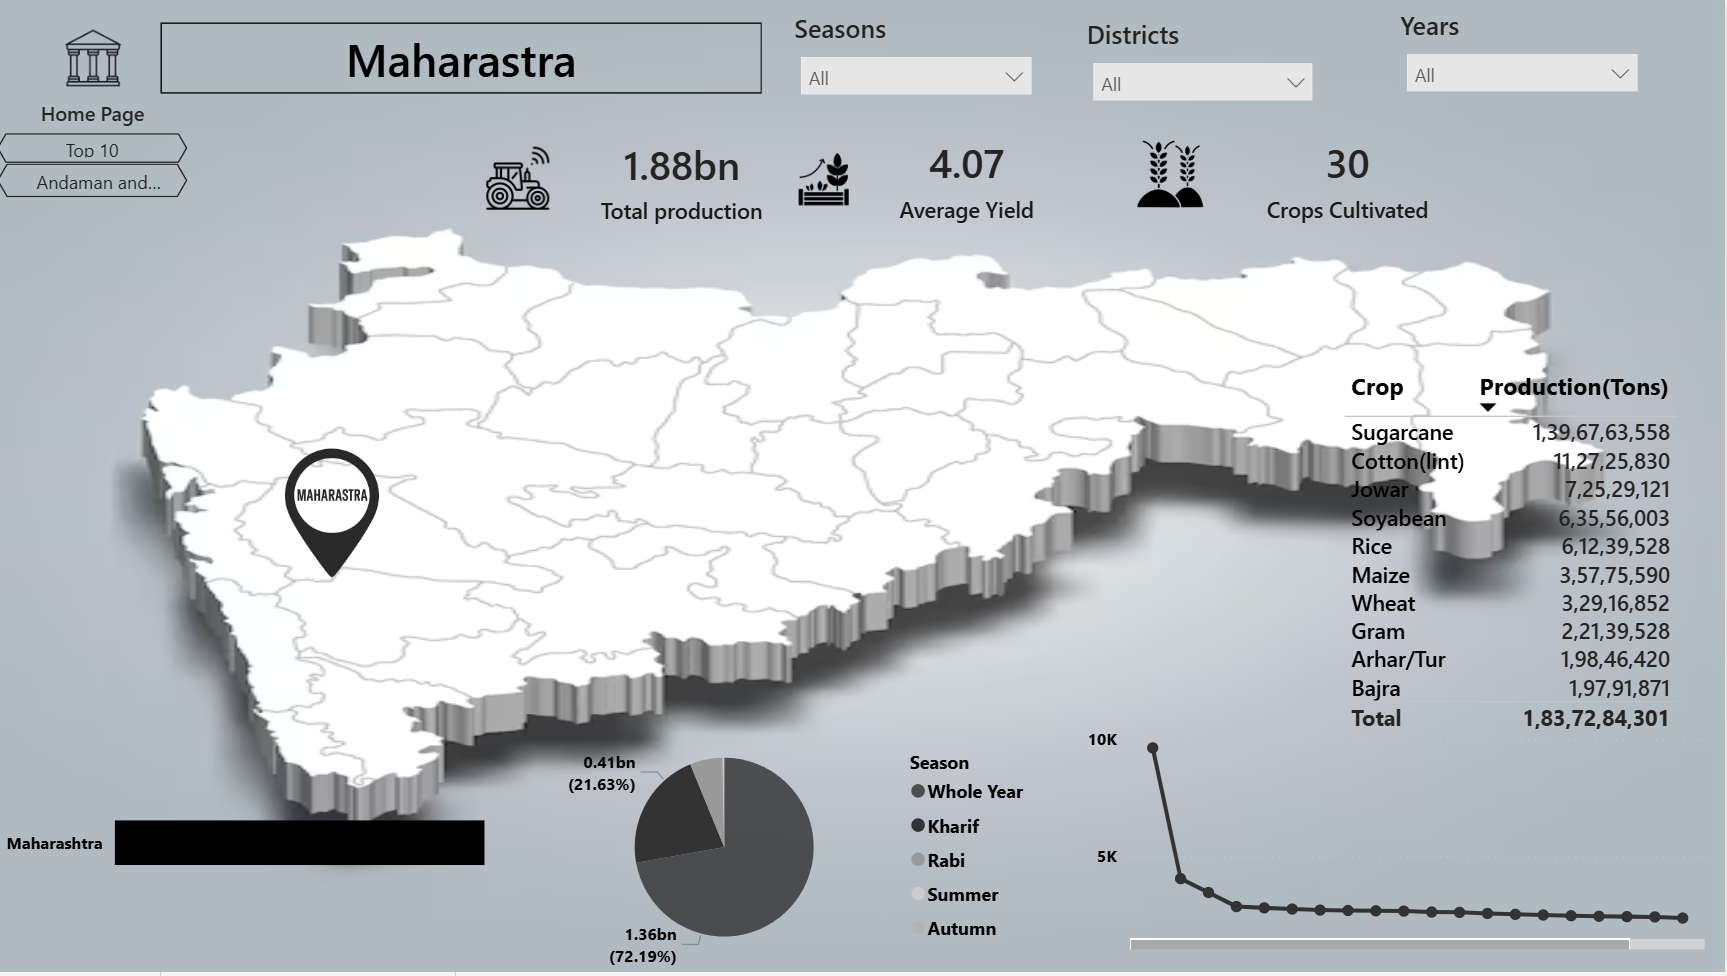 Maharastra
Seasons
All
Districts
All
Years
All
Home Page
Top 10
Andaman and...
1.88bn
Total production
4.07
Average Yield
30
Crops Cultivated
MAHARASTRA
Crop Production(Tons)
Sugarcane 1,39,67,63,558
Cotton(lint) 11,27,25,830
Jowar 7,25,29,121
Soyabean 6,35,56,003
Rice 6,12,39,528
Maize 3,57,75,590
Wheat 3,29,16,852
Gram 2,21,39,528
Arhar/Tur 1,98,46,420
Bajra 1,97,91,871
Total 1,83,72,84,301
Maharashtra
0.41bn
(21.63%)
1.36bn
(72.19%)
Season
Whole Year
Kharif
Rabi
Summer
Autumn
10K
5K